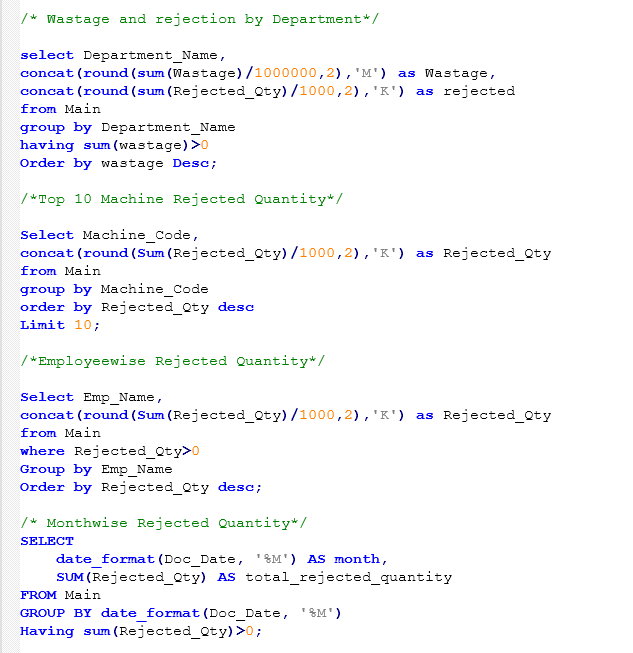 /* Wastage and rejection by Department*/
select Department_Name,
concat(round(sum(Wastage)/1000000,2),'M') as Wastage,
concat(round(sum(Rejected_Qty)/1000,2),'K') as rejected
from Main
group by Department_Name
having sum(wastage)>0
Order by wastage Desc;
/*Top 10 Machine Rejected Quantity*/
Select Machine_Code,
concat(round(Sum(Rejected_Qty)/1000,2),'K') as Rejected_Qty
from Main
group by Machine_Code
order by Rejected_Qty desc
Limit 10;
/*Employeewise Rejected Quantity*/
Select Emp_Name,
concat(round(Sum(Rejected_Qty)/1000,2),'K') as Rejected_Qty
from Main
where Rejected_Qty>0
Group by Emp_Name
Order by Rejected_Qty desc;
/* Monthwise Rejected Quantity*/
SELECT
date_format(Doc_Date, '%M') AS month,
SUM(Rejected_Qty) AS total_rejected_quantity
FROM Main
GROUP BY date_format(Doc_Date, '%M')
Having sum(Rejected_Qty)>0;